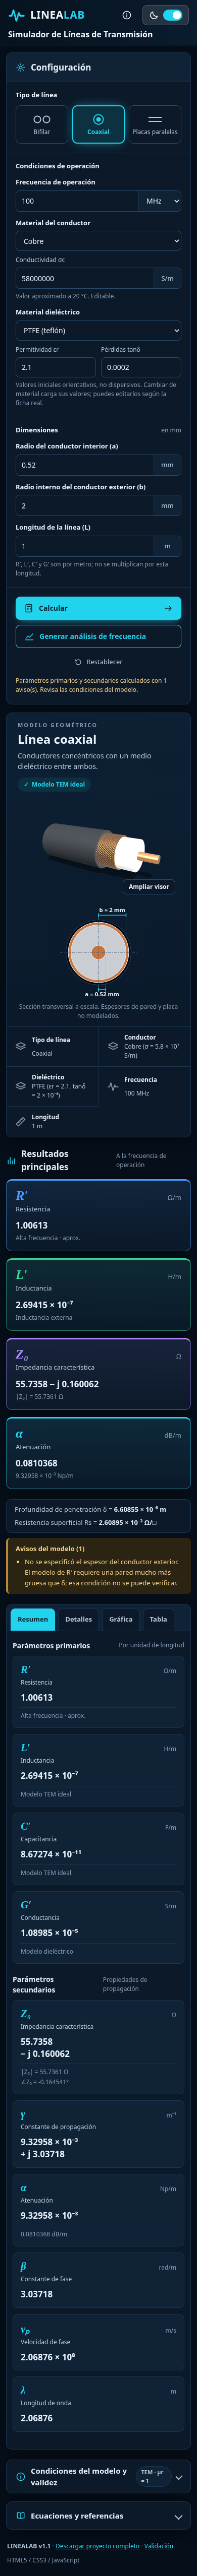 LINEALAB
Simulador de Líneas de Transmisión
Configuración
Tipo de línea
Bifilar
Coaxial
Placas paralelas
Condiciones de operación
Frecuencia de operación
100 MHz
Material del conductor
Cobre
Conductividad σc
58000000 S/m
Valor aproximado a 20 °C. Editable.
Material dieléctrico
PTFE (teflón)
Permitividad εr Pérdidas tanδ
2.1 0.0002
Valores iniciales orientativos, no dispersivos. Cambiar de
material carga sus valores; puedes editarlos según la
ficha real.
Dimensiones en mm
Radio del conductor interior (a)
0.52 mm
Radio interno del conductor exterior (b)
2 mm
Longitud de la línea (L)
1 m
R′, L′, C′ y G′ son por metro; no se multiplican por esta
longitud.
Calcular
Generar análisis de frecuencia
Restablecer
Parámetros primarios y secundarios calculados con 1
aviso(s). Revisa las condiciones del modelo.
MODELO GEOMÉTRICO
Línea coaxial
Conductores concéntricos con un medio
dieléctrico entre ambos.
✓ Modelo TEM ideal
Ampliar visor
b = 2 mm
a = 0.52 mm
Sección transversal a escala. Espesores de pared y placa
no modelados.
Tipo de línea
Coaxial
Conductor
Cobre (σ = 5.8 × 10⁷
S/m)
Dieléctrico
PTFE (εr = 2.1, tanδ
= 2 × 10⁻⁴)
Frecuencia
100 MHz
Longitud
1 m
Resultados
principales
A la frecuencia de
operación
R′ Ω/m
Resistencia
1.00613
Alta frecuencia · aprox.
L′ H/m
Inductancia
2.69415 × 10⁻⁷
Inductancia externa
Z₀ Ω
Impedancia característica
55.7358 − j 0.160062
|Z₀| = 55.7361 Ω
α dB/m
Atenuación
0.0810368
9.32958 × 10⁻³ Np/m
Profundidad de penetración δ = 6.60855 × 10⁻⁶ m
Resistencia superficial Rs = 2.60895 × 10⁻³ Ω/□
Avisos del modelo (1)
• No se especificó el espesor del conductor exterior.
El modelo de R′ requiere una pared mucho más
gruesa que δ; esa condición no se puede verificar.
Resumen Detalles Gráfica Tabla
Parámetros primarios Por unidad de longitud
R′ Ω/m
Resistencia
1.00613
Alta frecuencia · aprox.
L′ H/m
Inductancia
2.69415 × 10⁻⁷
Modelo TEM ideal
C′ F/m
Capacitancia
8.67274 × 10⁻¹¹
Modelo TEM ideal
G′ S/m
Conductancia
1.08985 × 10⁻⁵
Modelo dieléctrico
Parámetros
secundarios
Propiedades de
propagación
Z₀ Ω
Impedancia característica
55.7358
− j 0.160062
|Z₀| = 55.7361 Ω
∠Z₀ = -0.164541°
γ m⁻¹
Constante de propagación
9.32958 × 10⁻³
+ j 3.03718
α Np/m
Atenuación
9.32958 × 10⁻³
0.0810368 dB/m
β rad/m
Constante de fase
3.03718
vₚ m/s
Velocidad de fase
2.06876 × 10⁸
λ m
Longitud de onda
2.06876
Condiciones del modelo y
validez
TEM · μr
= 1
Ecuaciones y referencias
LINEALAB v1.1 · Descargar proyecto completo · Validación
HTML5 / CSS3 / JavaScript